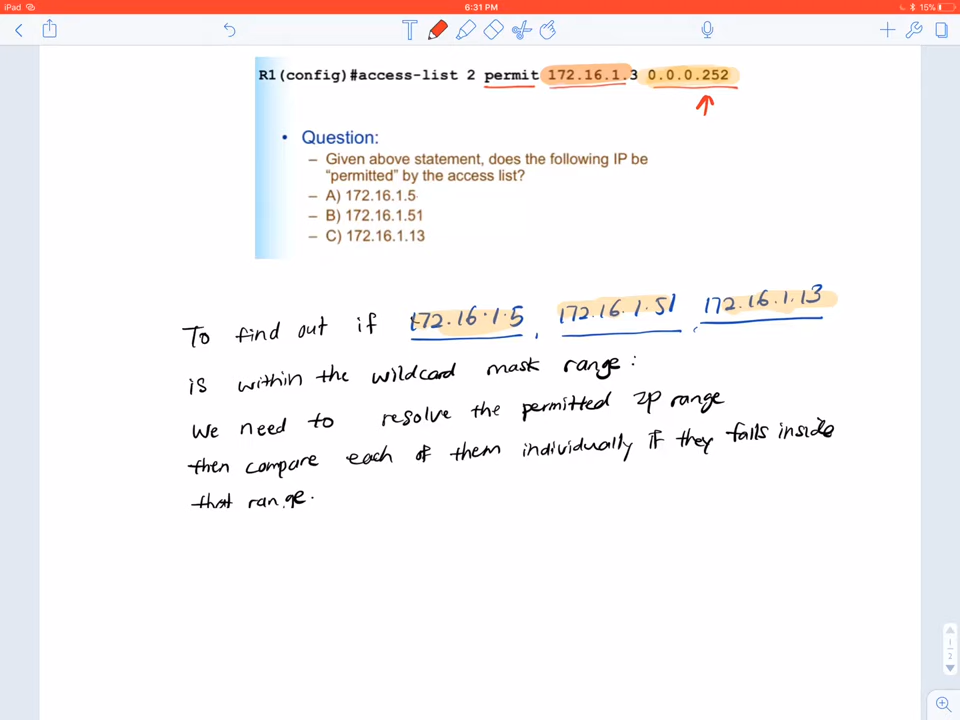 iPad
6:31 PM
15%
T
R1(config)#access-list 2 permit 172.16.1.3 0.0.0.252
• Question:
– Given above statement, does the following IP be
"permitted" by the access list?
– A) 172.16.1.5
– B) 172.16.1.51
– C) 172.16.1.13
To find out if 172.16.1.5, 172.16.1.51, 172.16.1.13
is within the wildcard mask range:
We need to resolve the permitted IP range
then compare each of them individually if they falls inside
that range.
1
2